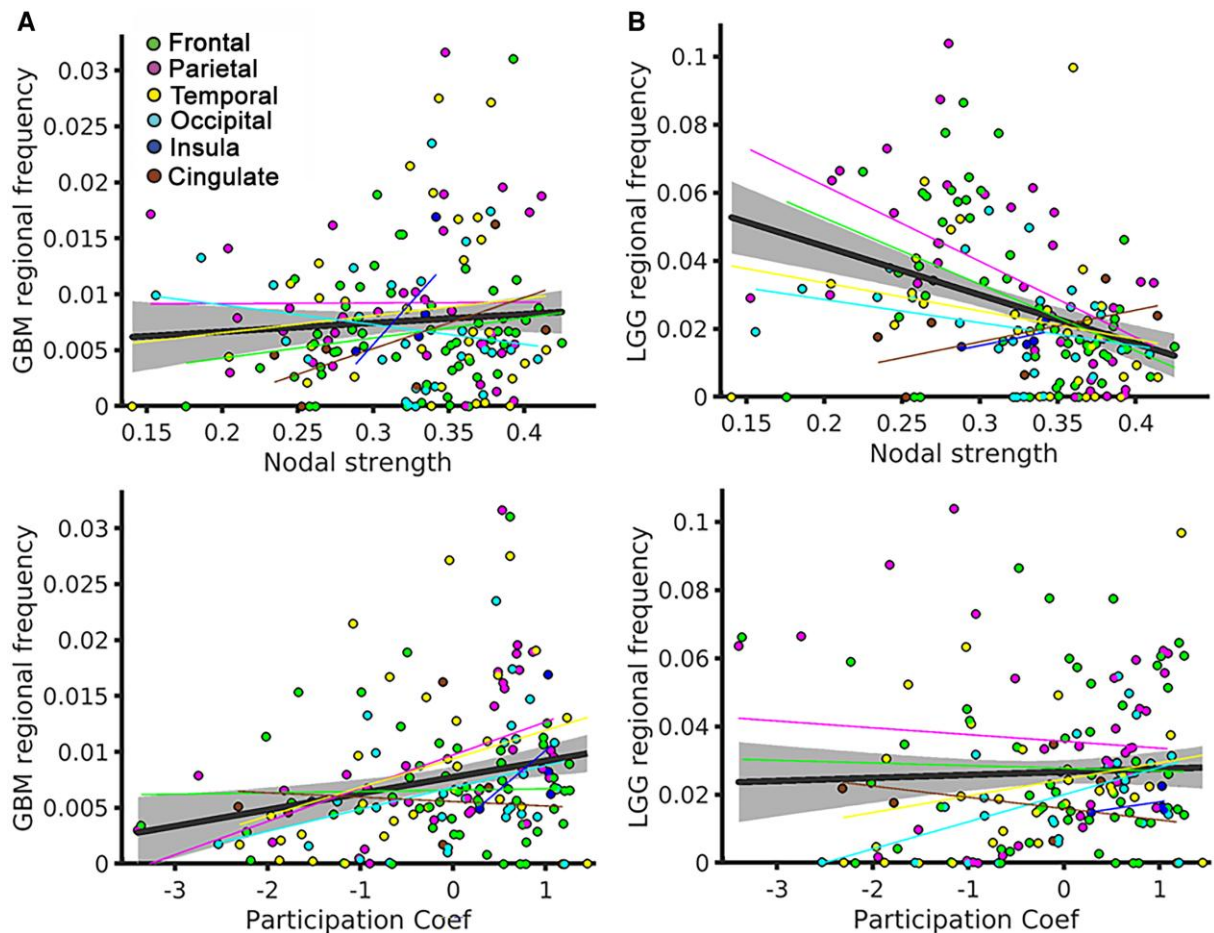 A
Frontal
Parietal
Temporal
Occipital
Insula
Cingulate
GBM regional frequency
0.03
0.025
0.02
0.015
0.01
0.005
0
0.15 0.2 0.25 0.3 0.35 0.4
Nodal strength
B
LGG regional frequency
0.1
0.08
0.06
0.04
0.02
0
0.15 0.2 0.25 0.3 0.35 0.4
Nodal strength
GBM regional frequency
0.03
0.025
0.02
0.015
0.01
0.005
0
-3 -2 -1 0 1
Participation Coef
LGG regional frequency
0.1
0.08
0.06
0.04
0.02
0
-3 -2 -1 0 1
Participation Coef